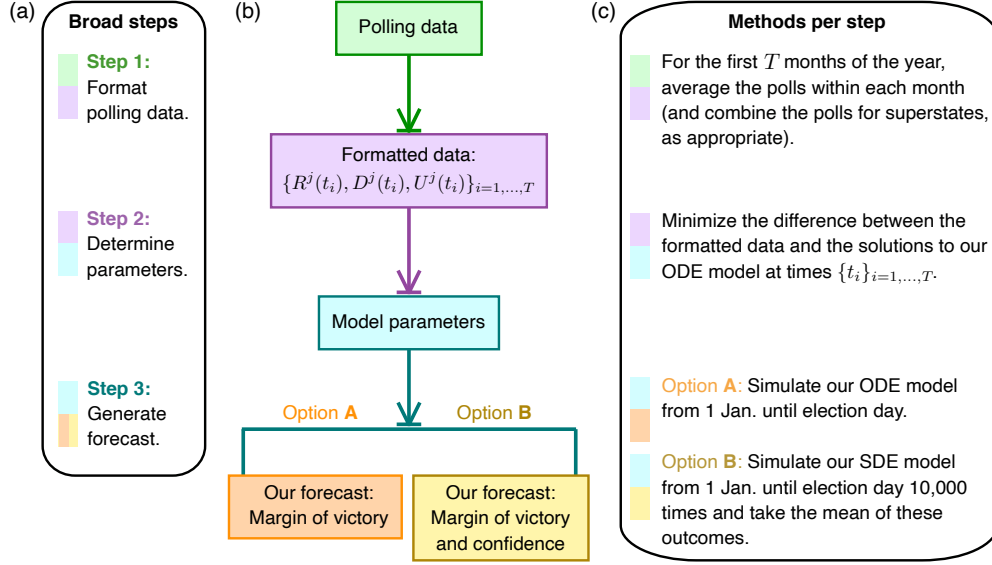 (a)
Broad steps
Step 1:
Format
polling data.
Step 2:
Determine
parameters.
Step 3:
Generate
forecast.
(b)
Polling data
Formatted data:
{R^j(t_i), D^j(t_i), U^j(t_i)}_{i=1,...,T}
Model parameters
Option A
Option B
Our forecast:
Margin of victory
Our forecast:
Margin of victory
and confidence
(c)
Methods per step
For the first T months of the year,
average the polls within each month
(and combine the polls for superstates,
as appropriate).
Minimize the difference between the
formatted data and the solutions to our
ODE model at times {t_i}_{i=1,...,T}.
Option A: Simulate our ODE model
from 1 Jan. until election day.
Option B: Simulate our SDE model
from 1 Jan. until election day 10,000
times and take the mean of these
outcomes.